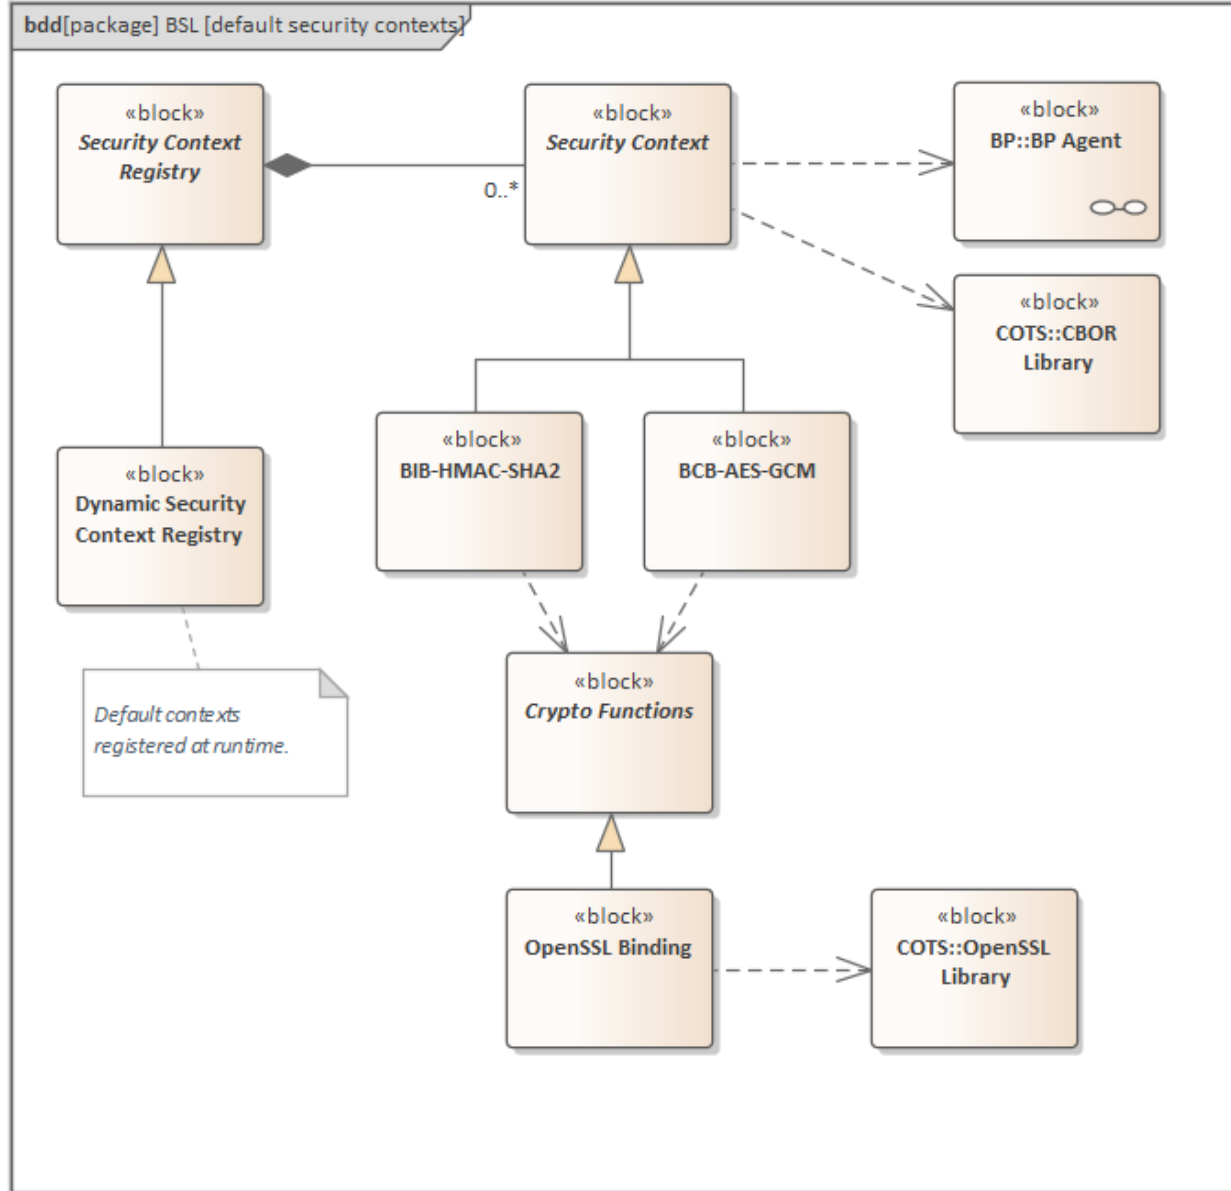 bdd[package] BSL [default security contexts]
«block»
Security Context
Registry
«block»
Security Context
0..*
«block»
BP::BP Agent
«block»
COTS::CBOR
Library
«block»
Dynamic Security
Context Registry
«block»
BIB-HMAC-SHA2
«block»
BCB-AES-GCM
Default contexts
registered at runtime.
«block»
Crypto Functions
«block»
OpenSSL Binding
«block»
COTS::OpenSSL
Library